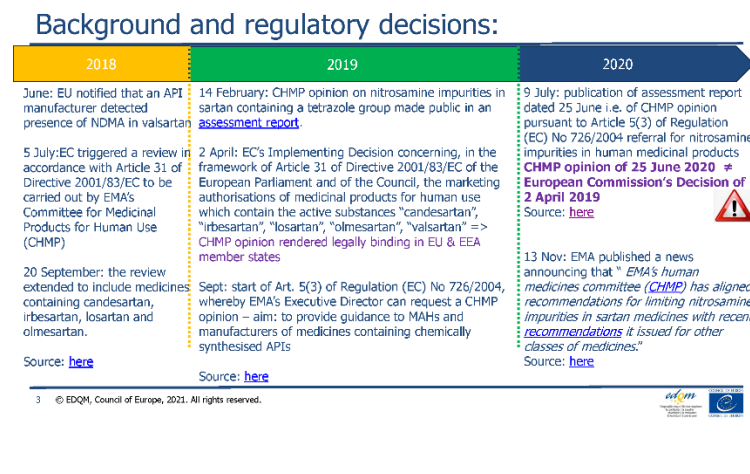 Background and regulatory decisions:
2018
2019
2020
June: EU notified that an API
manufacturer detected
presence of NDMA in valsartan
5 July:EC triggered a review in
accordance with Article 31 of
Directive 2001/83/EC to be
carried out by EMA's
Committee for Medicinal
Products for Human Use
(CHMP)
20 September: the review
extended to include medicines
containing candesartan,
irbesartan, losartan and
olmesartan.
Source: here
14 February: CHMP opinion on nitrosamine impurities in
sartan containing a tetrazole group made public in an
assessment report.
2 April: EC's Implementing Decision concerning, in the
framework of Article 31 of Directive 2001/83/EC of the
European Parliament and of the Council, the marketing
authorisations of medicinal products for human use
which contain the active substances "candesartan",
"irbesartan", "losartan", "olmesartan", "valsartan" =>
CHMP opinion rendered legally binding in EU & EEA
member states
Sept: start of Art. 5(3) of Regulation (EC) No 726/2004,
whereby EMA's Executive Director can request a CHMP
opinion – aim: to provide guidance to MAHs and
manufacturers of medicines containing chemically
synthesised APIs
Source: here
9 July: publication of assessment report
dated 25 June i.e. of CHMP opinion
pursuant to Article 5(3) of Regulation
(EC) No 726/2004 referral for nitrosamine
impurities in human medicinal products
CHMP opinion of 25 June 2020 ≠
European Commission's Decision of
2 April 2019
Source: here
13 Nov: EMA published a news
announcing that " EMA's human
medicines committee (CHMP) has aligned
recommendations for limiting nitrosamine
impurities in sartan medicines with recen
recommendations it issued for other
classes of medicines."
Source: here
3 © EDQM, Council of Europe, 2021. All rights reserved.
edqm
COUNCIL OF EUROPE
CONSEIL DE L'EUROPE